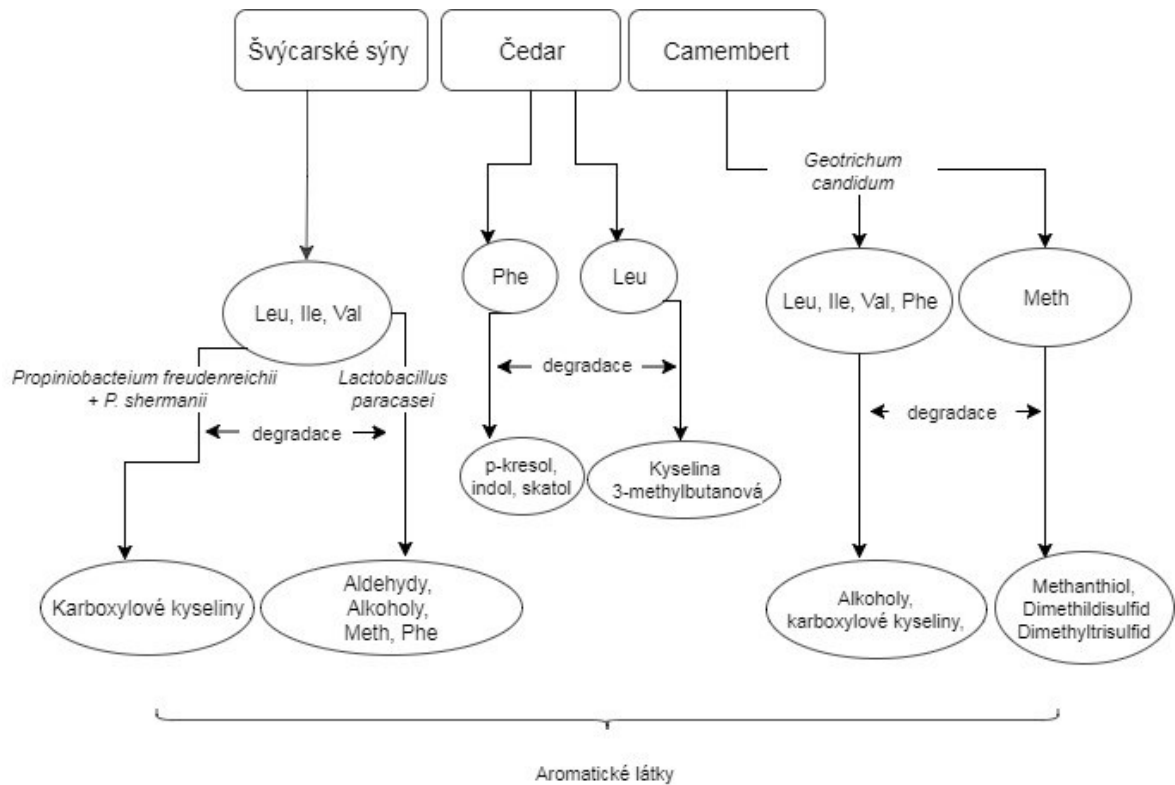 Švýcarské sýry
Čedar
Camembert
Geotrichum
candidum
Leu, Ile, Val
Phe
Leu
Leu, Ile, Val, Phe
Meth
Propiniobacteium freudenreichii
+ P. shermanii
Lactobacillus
paracasei
degradace
degradace
degradace
p-kresol,
indol, skatol
Kyselina
3-methylbutanová
Karboxylové kyseliny
Aldehydy,
Alkoholy,
Meth, Phe
Alkoholy,
karboxylové kyseliny,
Methanthiol,
Dimethildisulfid
Dimethyltrisulfid
Aromatické látky